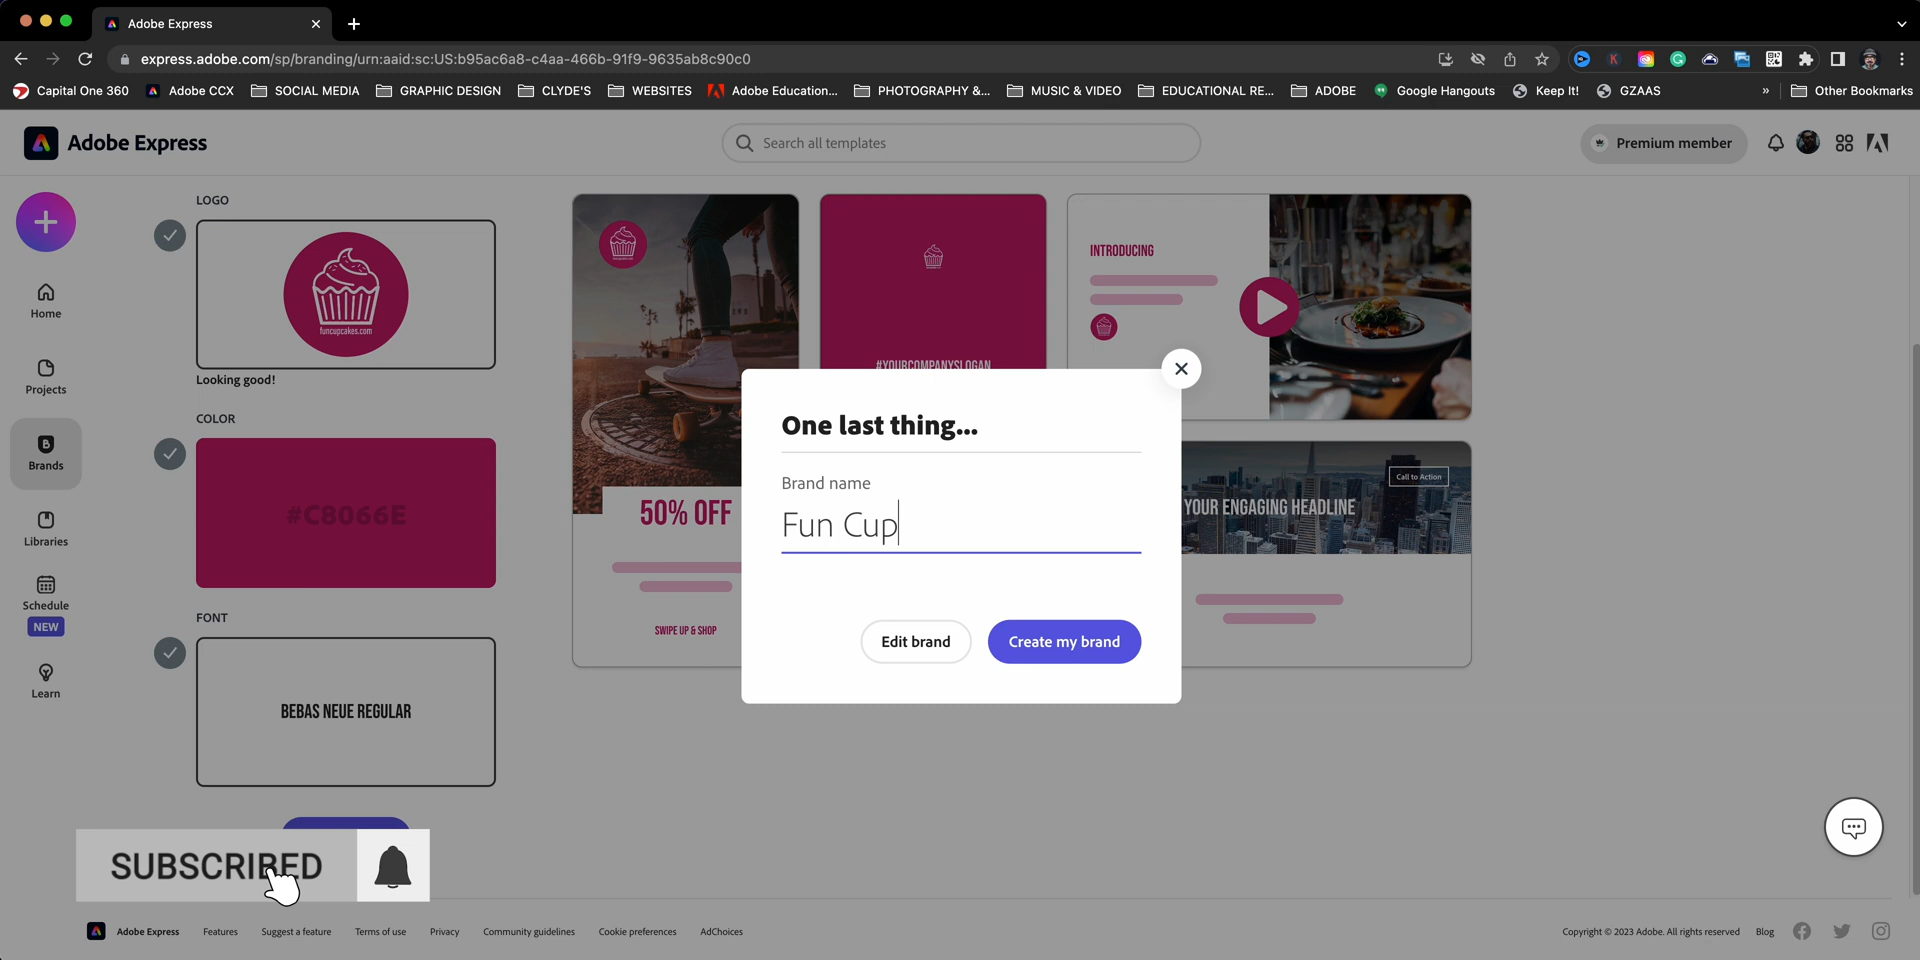 Adobe Express
express.adobe.com/sp/branding/urn:aaid:sc:US:b95ac6a8-c4aa-466b-91f9-9635ab8c90c0
Capital One 360
Adobe CCX
SOCIAL MEDIA
GRAPHIC DESIGN
CLYDE'S
WEBSITES
Adobe Education...
PHOTOGRAPHY &...
MUSIC & VIDEO
EDUCATIONAL RE...
ADOBE
Google Hangouts
Keep It!
GZAAS
»
Other Bookmarks
Adobe Express
Search all templates
Premium member
Home
Projects
Brands
Libraries
Schedule
NEW
Learn
LOGO
funcupcakes.com
Looking good!
COLOR
#C8066E
FONT
BEBAS NEUE REGULAR
50% OFF
SWIPE UP & SHOP
#YOURCOMPANYSLOGAN
INTRODUCING
Call to Action
YOUR ENGAGING HEADLINE
One last thing...
Brand name
Fun Cup
Edit brand
Create my brand
SUBSCRIBED
Adobe Express
Features
Suggest a feature
Terms of use
Privacy
Community guidelines
Cookie preferences
AdChoices
Copyright © 2023 Adobe. All rights reserved
Blog